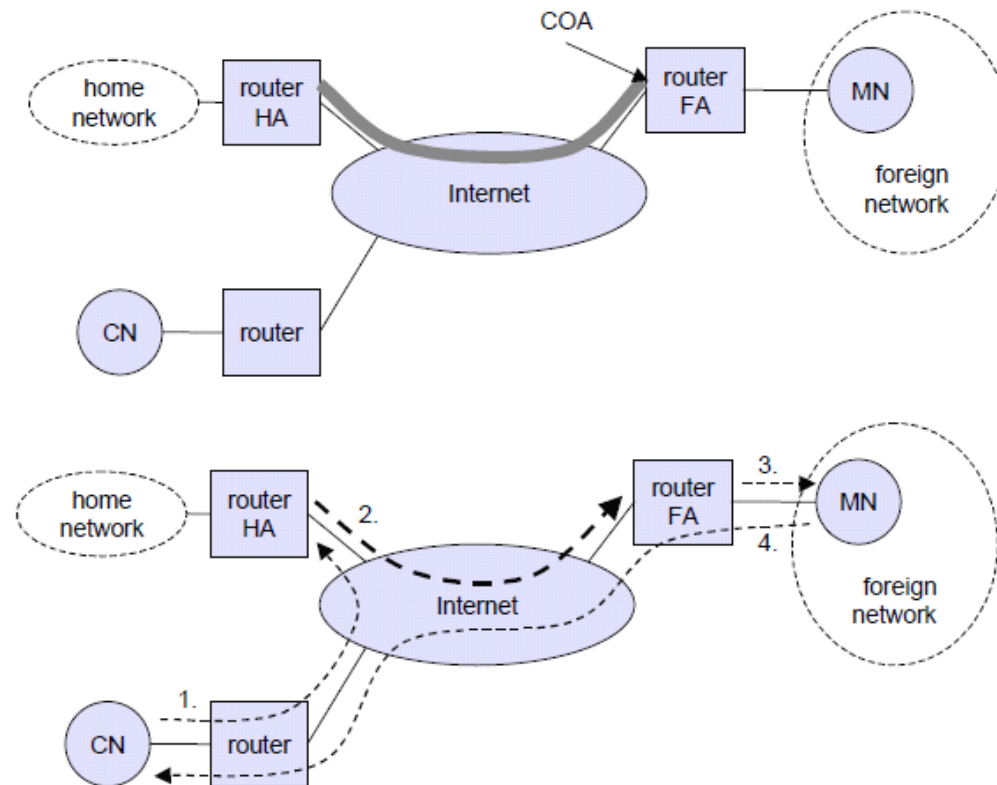 COA
home
network
router
HA
router
FA
MN
Internet
foreign
network
CN
router
home
network
router
HA
2.
router
FA
3.
MN
4.
Internet
foreign
network
1.
CN
router